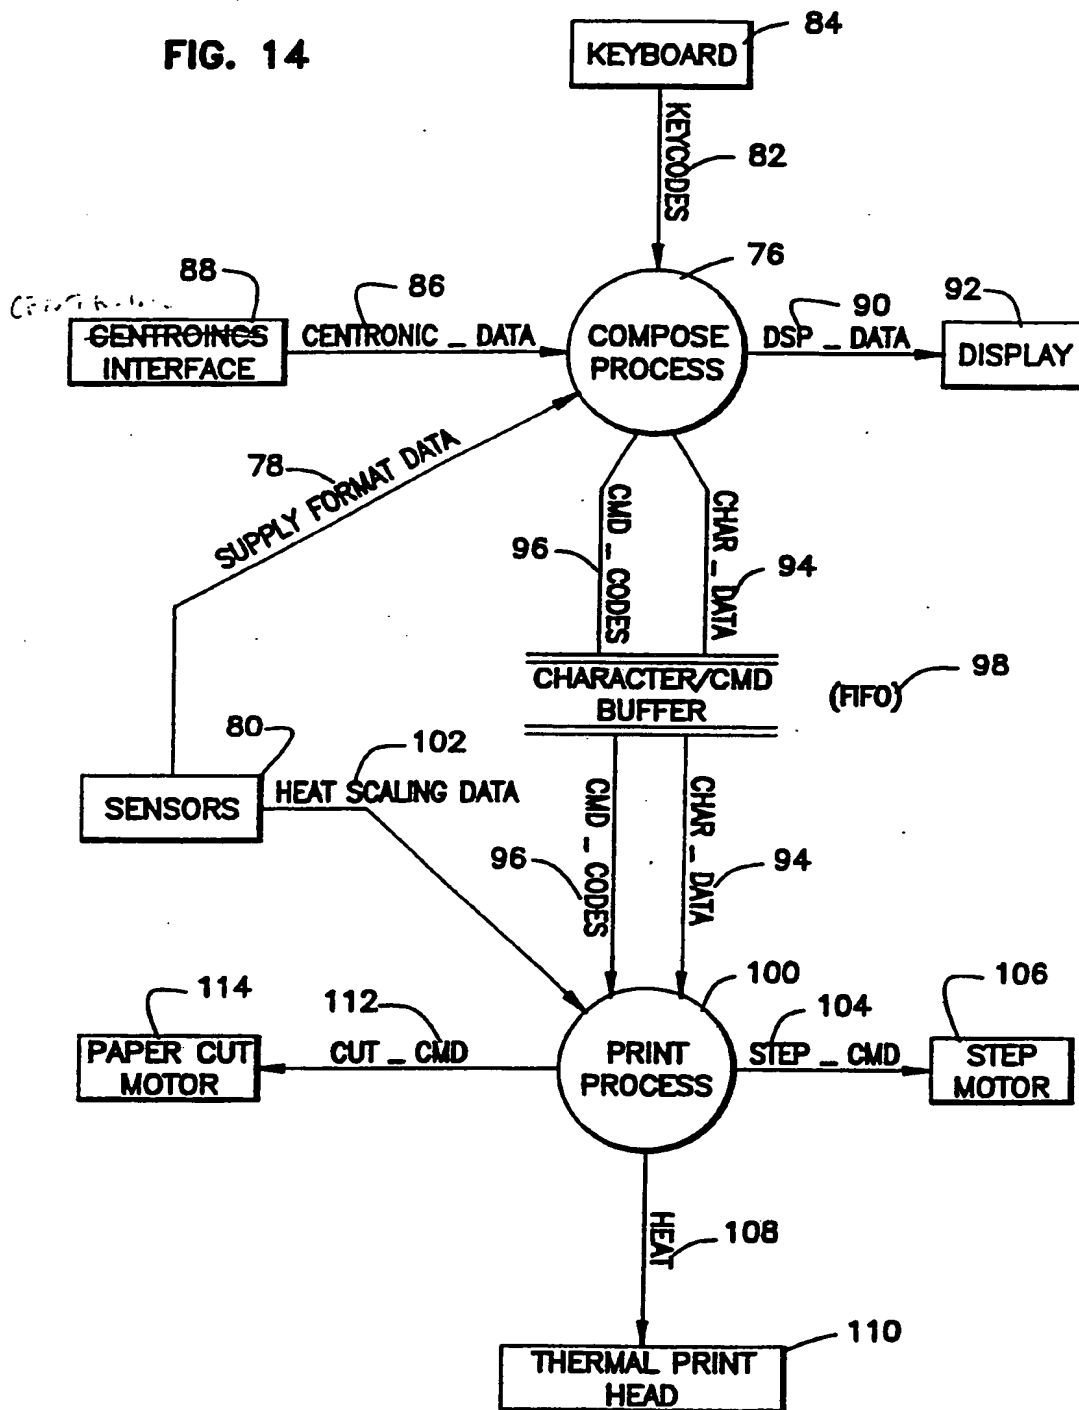 FIG. 14
84
KEYBOARD
KEYCODES
82
76
88
86
90
92
CENTROINCS
INTERFACE
CENTRONIC _ DATA
COMPOSE
PROCESS
DSP _ DATA
DISPLAY
78
SUPPLY FORMAT DATA
96
CMD _ CODES
CHAR _ DATA
94
CHARACTER/CMD
BUFFER
(FIFO)
98
80
102
SENSORS
HEAT SCALING DATA
96
CMD _ CODES
CHAR _ DATA
94
114
112
100
104
106
PAPER CUT
MOTOR
CUT _ CMD
PRINT
PROCESS
STEP _ CMD
STEP
MOTOR
HEAT
108
110
THERMAL PRINT
HEAD